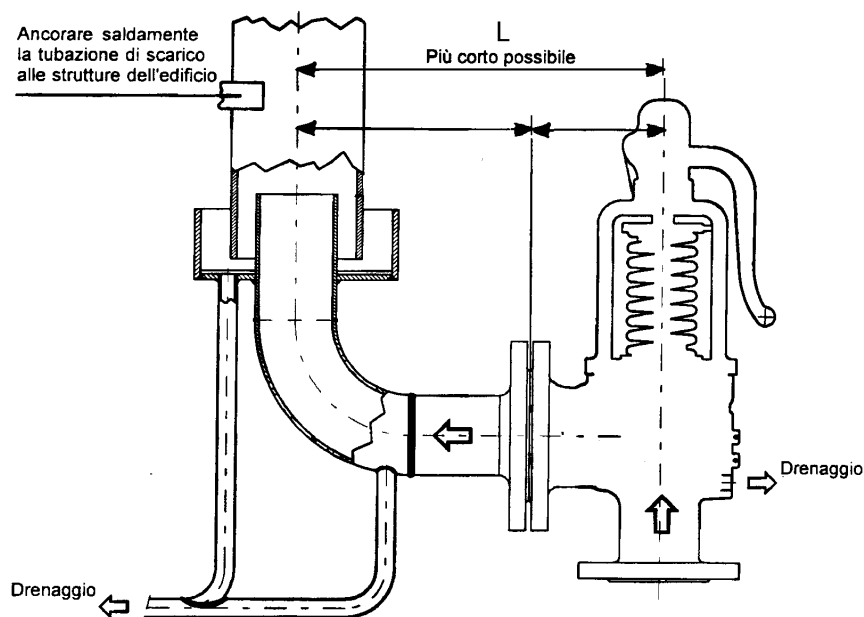 Ancorare saldamente
la tubazione di scarico
alle strutture dell'edificio
L
Più corto possibile
Drenaggio
Drenaggio